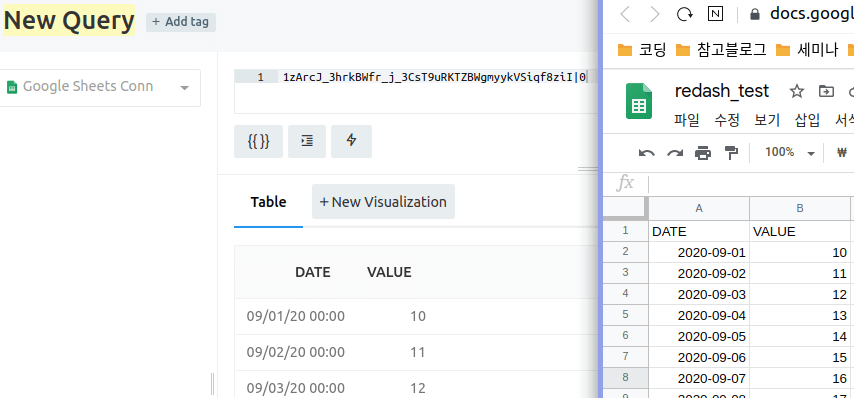 New Query
+ Add tag
Google Sheets Conn
1 1zArcJ_3hrkBWfr_j_3CsT9uRKTZBWgmyykVSiqf8ziI|0
{{ }}
Table
+ New Visualization
DATE VALUE
09/01/20 00:00 10
09/02/20 00:00 11
09/03/20 00:00 12
docs.googl
코딩 참고블로그 세미나
redash_test
파일 수정 보기 삽입 서식
100% ₩
fx
A B
1 DATE VALUE
2 2020-09-01 10
3 2020-09-02 11
4 2020-09-03 12
5 2020-09-04 13
6 2020-09-05 14
7 2020-09-06 15
8 2020-09-07 16
9 2020-09-08 17